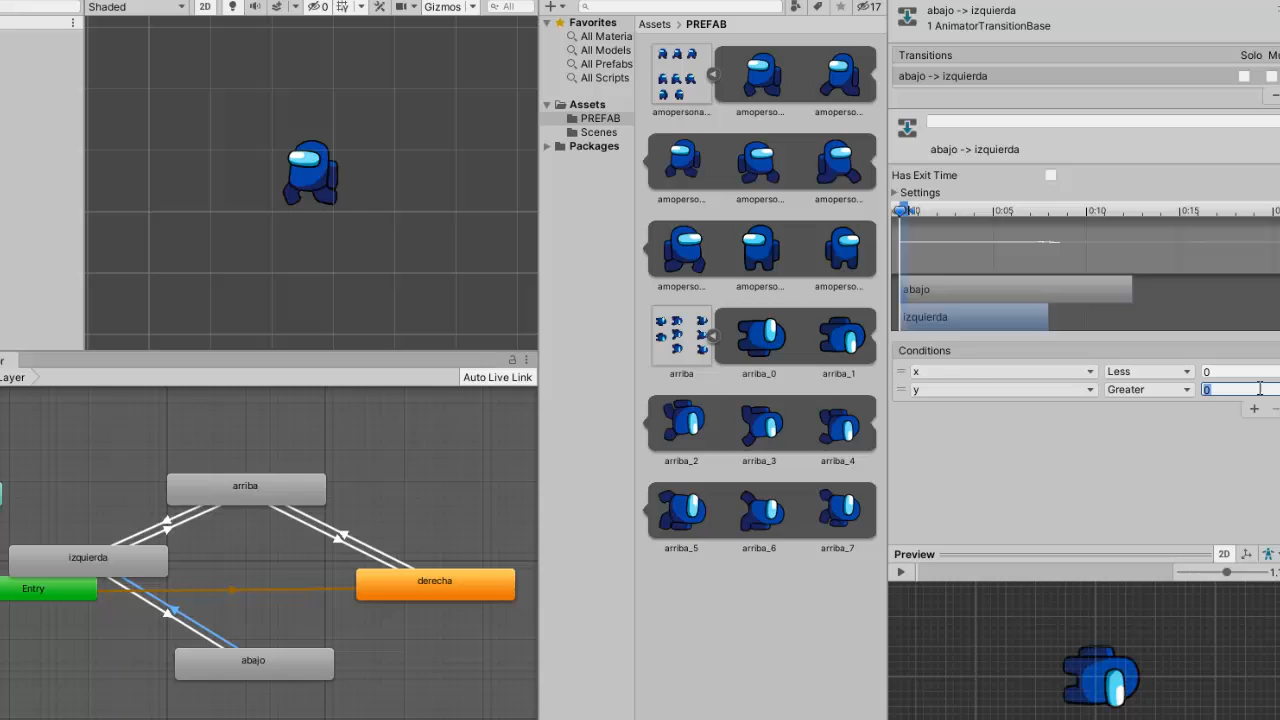 Shaded
2D
0
Gizmos
All
Layer
Auto Live Link
arriba
izquierda
Entry
derecha
abajo
17
Favorites
All Materia
All Models
All Prefabs
All Scripts
Assets
PREFAB
Scenes
Packages
Assets > PREFAB
amopersona...
amoperso...
amoperso...
amoperso...
amoperso...
amoperso...
amoperso...
amoperso...
amoperso...
arriba
arriba_0
arriba_1
arriba_2
arriba_3
arriba_4
arriba_5
arriba_6
arriba_7
abajo -> izquierda
1 AnimatorTransitionBase
Transitions
Solo
abajo -> izquierda
abajo -> izquierda
Has Exit Time
Settings
0:05
0:10
0:15
abajo
izquierda
Conditions
x Less 0
y Greater 0
Preview
2D